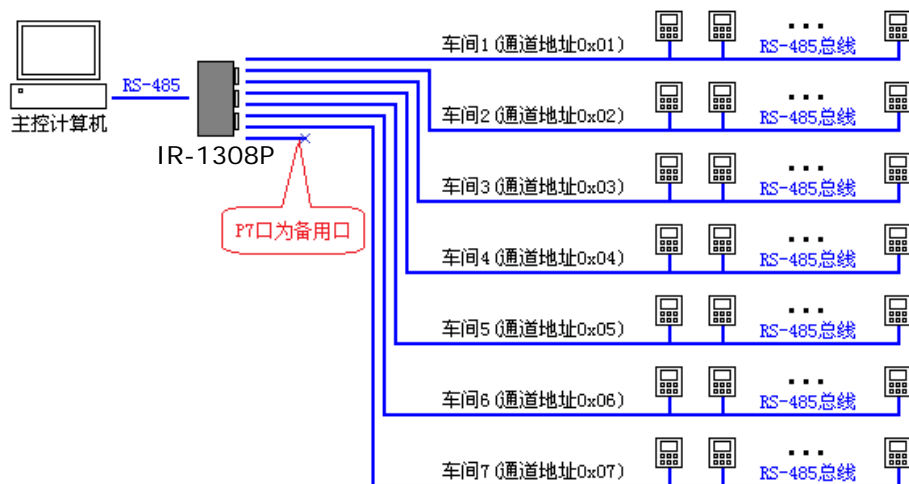 车间1(通道地址0x01)
...
RS-485总线
RS-485
主控计算机
IR-1308P
车间2(通道地址0x02)
...
RS-485总线
车间3(通道地址0x03)
...
RS-485总线
P7口为备用口
车间4(通道地址0x04)
...
RS-485总线
车间5(通道地址0x05)
...
RS-485总线
车间6(通道地址0x06)
...
RS-485总线
车间7(通道地址0x07)
...
RS-485总线